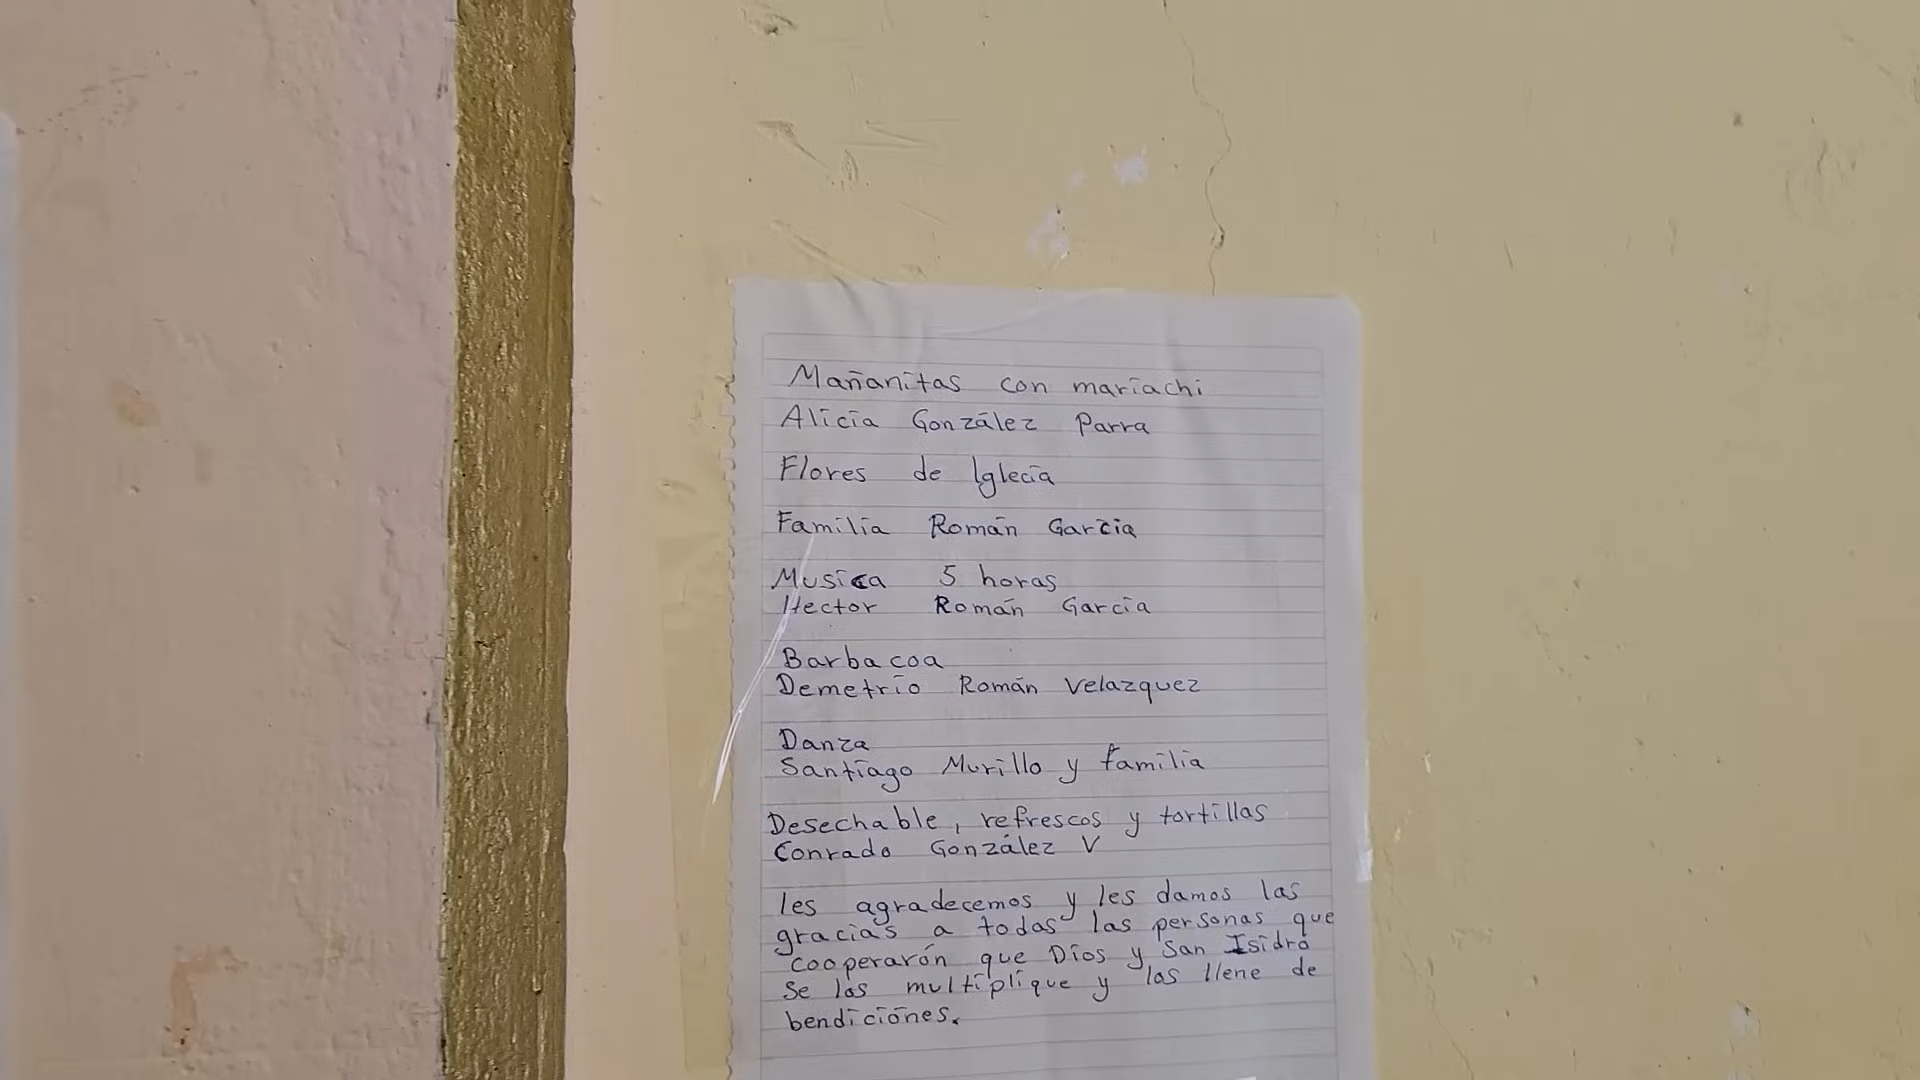 Mañanitas con mariachi
Alicia González Parra
Flores de Iglecia
Familia Román García
Musica 5 horas
Hector Román García
Barbacoa
Demetrio Román Velazquez
Danza
Santiago Murillo y familia
Desechable, refrescos y tortillas
Conrado González V
les agradecemos y les damos las
gracias a todas las personas que
cooperarón que Dios y San Isidro
se los multiplique y los llene de
bendiciones.